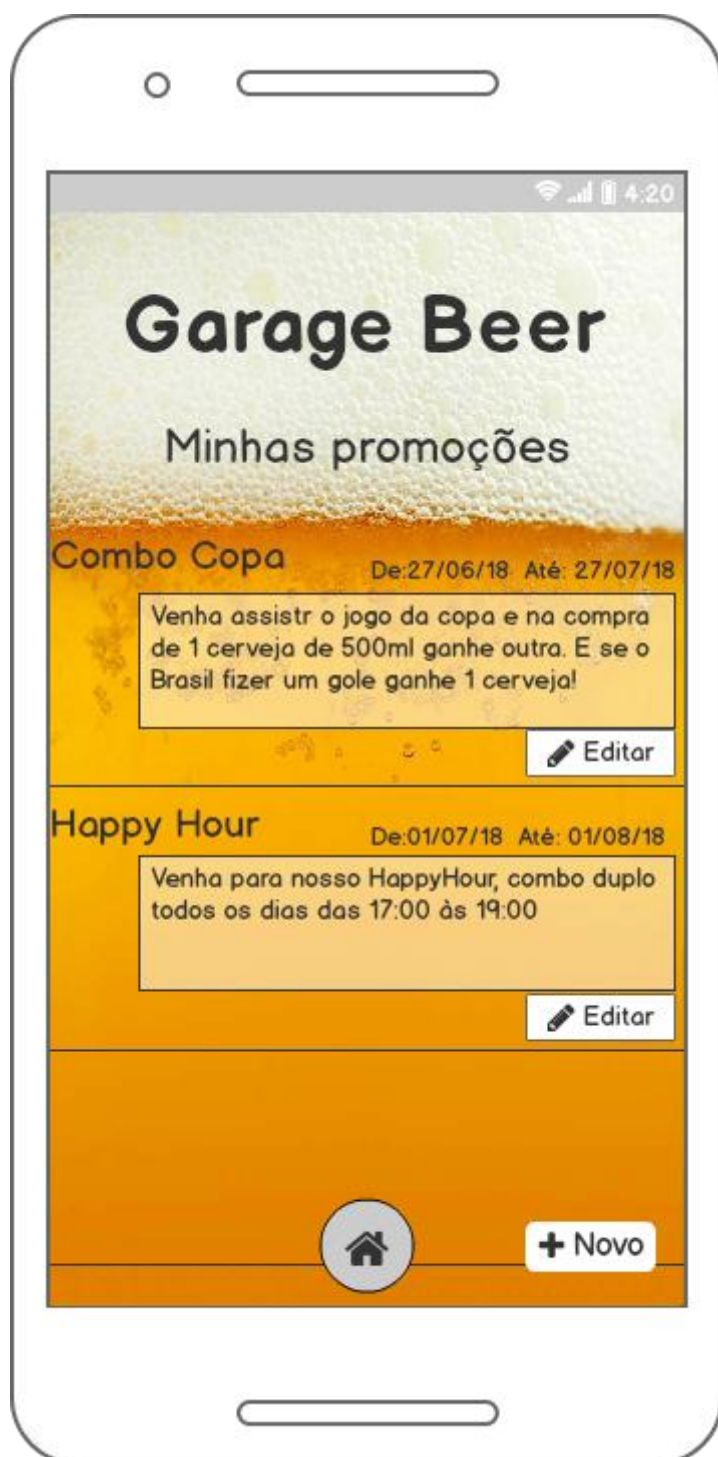 4:20
Garage Beer
Minhas promoções
Combo Copa
De:27/06/18 Até: 27/07/18
Venha assistr o jogo da copa e na compra
de 1 cerveja de 500ml ganhe outra. E se o
Brasil fizer um gole ganhe 1 cerveja!
Editar
Happy Hour
De:01/07/18 Até: 01/08/18
Venha para nosso HappyHour, combo duplo
todos os dias das 17:00 às 19:00
Editar
+ Novo